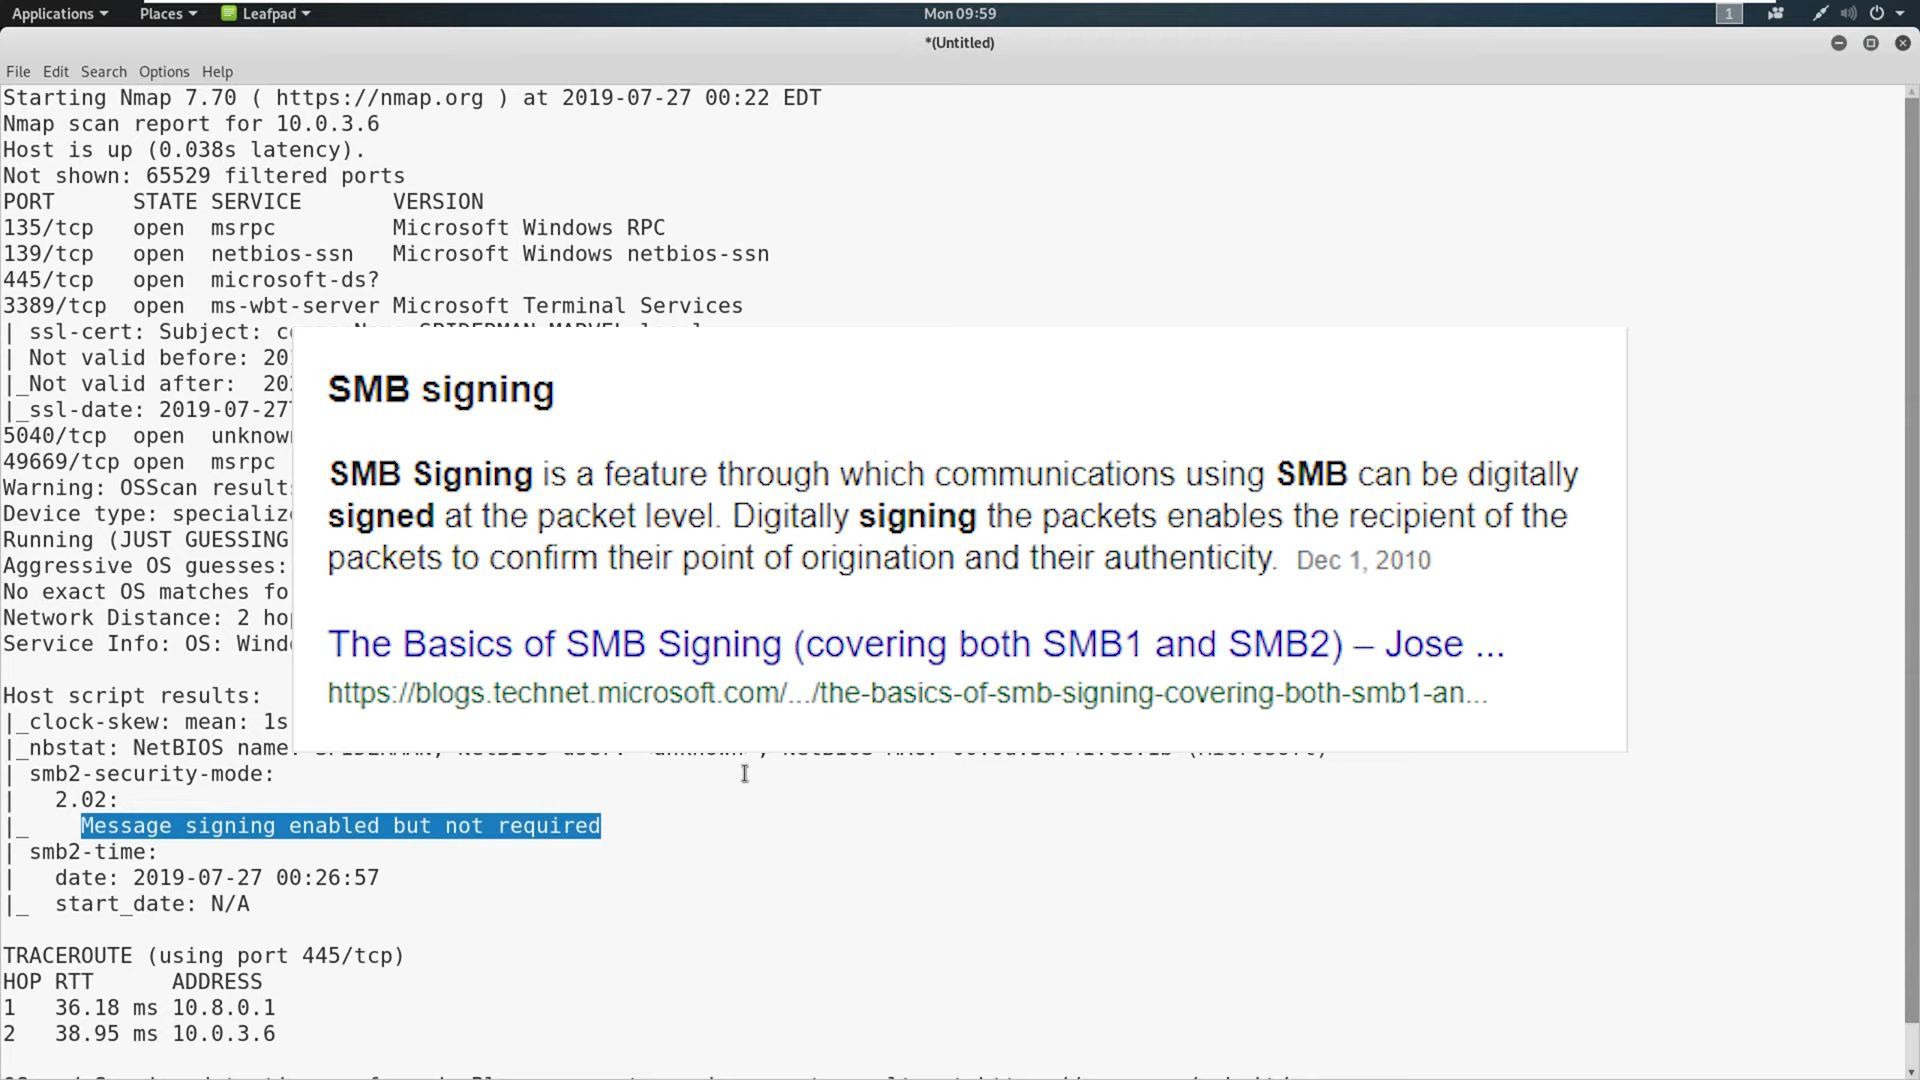 Applications Places Leafpad Mon 09:59 1
*(Untitled)
File Edit Search Options Help
Starting Nmap 7.70 ( https://nmap.org ) at 2019-07-27 00:22 EDT
Nmap scan report for 10.0.3.6
Host is up (0.038s latency).
Not shown: 65529 filtered ports
PORT STATE SERVICE VERSION
135/tcp open msrpc Microsoft Windows RPC
139/tcp open netbios-ssn Microsoft Windows netbios-ssn
445/tcp open microsoft-ds?
3389/tcp open ms-wbt-server Microsoft Terminal Services
| ssl-cert: Subject:
| Not valid before:
|_Not valid after:
|_ssl-date: 2019-07-27
5040/tcp open
49669/tcp open msrpc
Warning: OSScan results
Device type:
Running (JUST GUESSING
Aggressive OS guesses:
No exact OS matches
Network Distance: 2
Service Info: OS:
SMB signing
SMB Signing is a feature through which communications using SMB can be digitally
signed at the packet level. Digitally signing the packets enables the recipient of the
packets to confirm their point of origination and their authenticity. Dec 1, 2010
The Basics of SMB Signing (covering both SMB1 and SMB2) – Jose ...
https://blogs.technet.microsoft.com/.../the-basics-of-smb-signing-covering-both-smb1-an...
Host script results:
|_clock-skew: mean: 1s
|_nbstat: NetBIOS name:
| smb2-security-mode:
| 2.02:
|_ Message signing enabled but not required
| smb2-time:
| date: 2019-07-27 00:26:57
|_ start_date: N/A
TRACEROUTE (using port 445/tcp)
HOP RTT ADDRESS
1 36.18 ms 10.8.0.1
2 38.95 ms 10.0.3.6